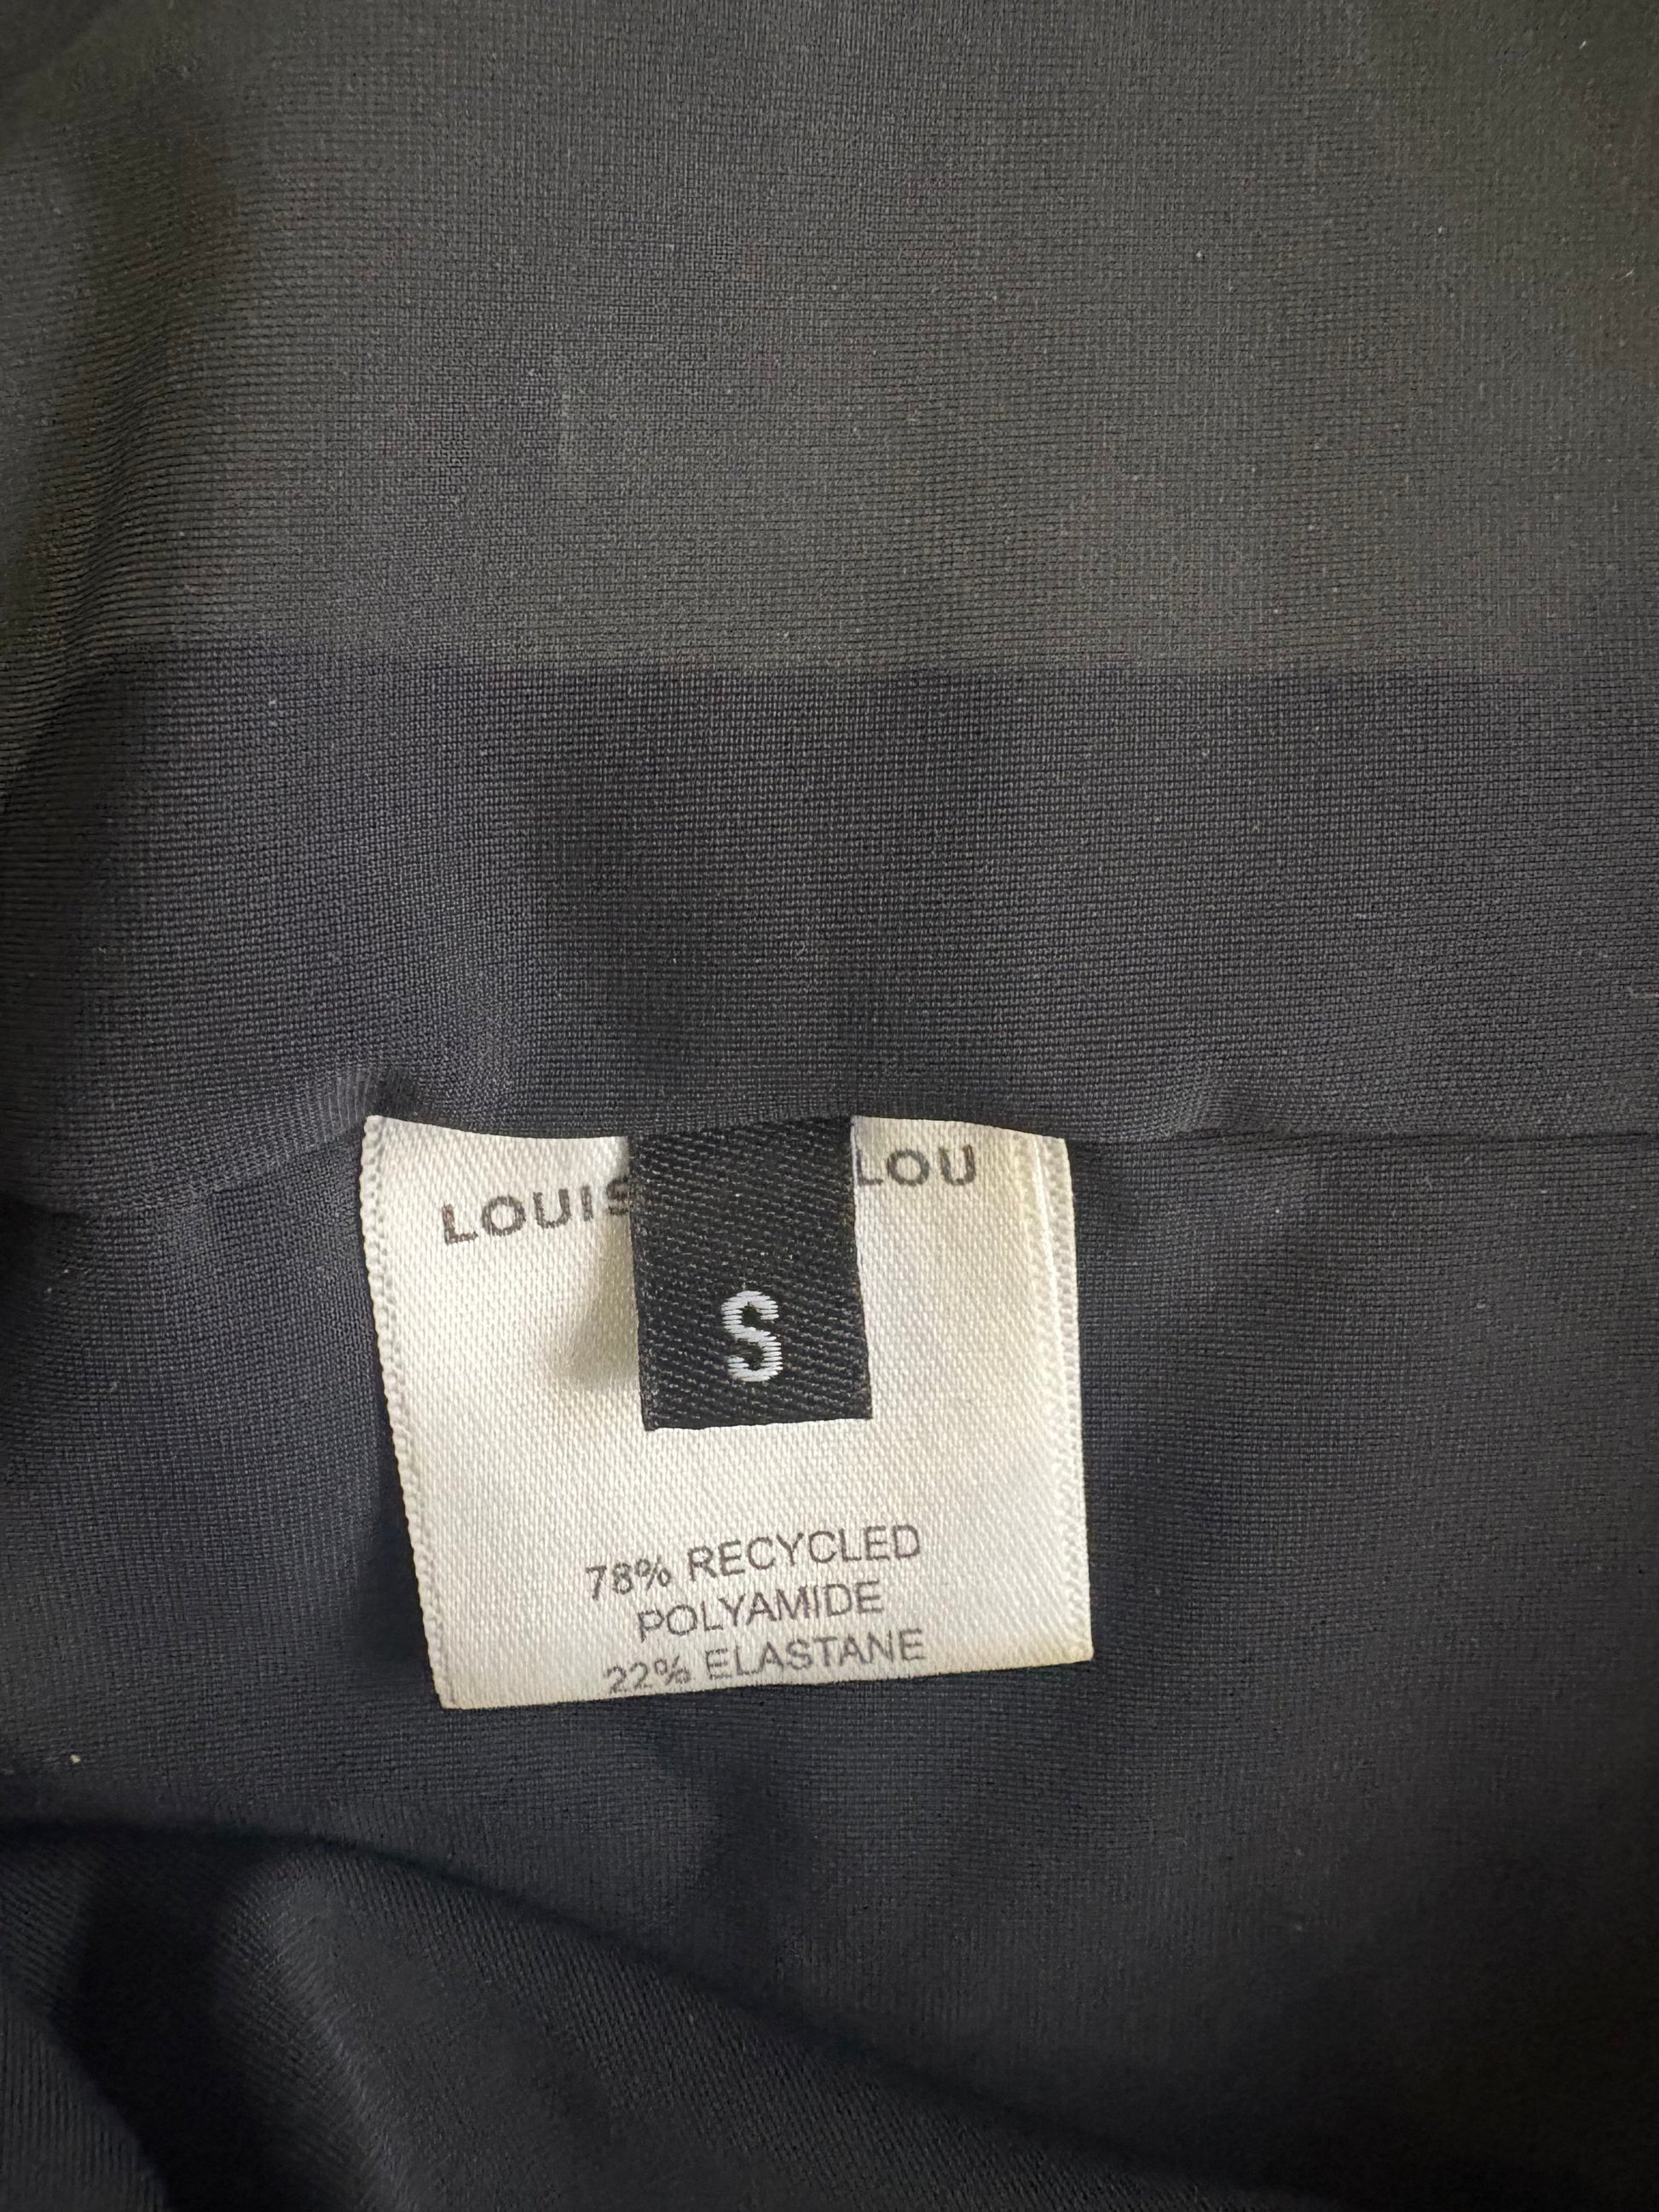 LOUIS LOU
S
78% RECYCLED
POLYAMIDE
22% ELASTANE